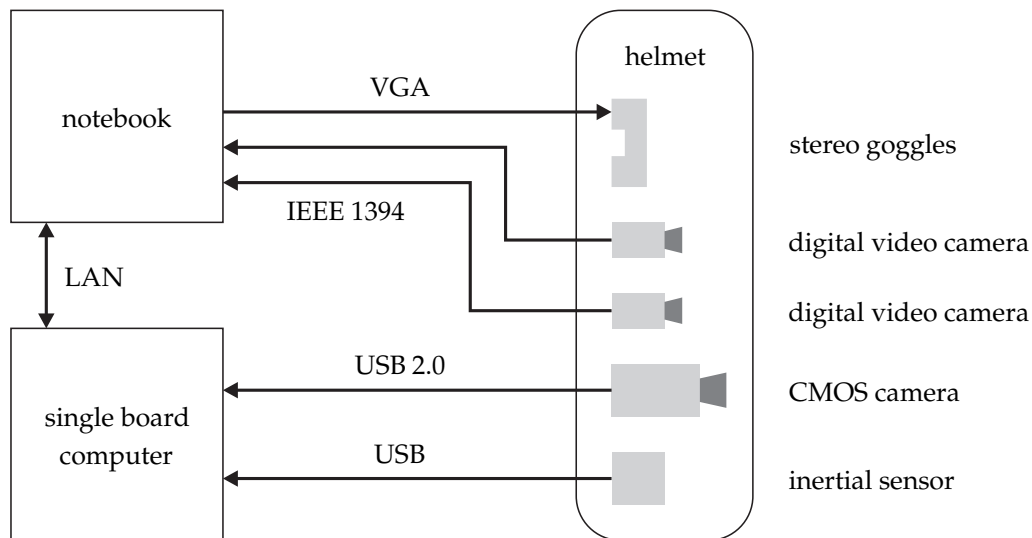 helmet
VGA
notebook
stereo goggles
IEEE 1394
digital video camera
LAN
digital video camera
USB 2.0
CMOS camera
single board
computer
USB
inertial sensor